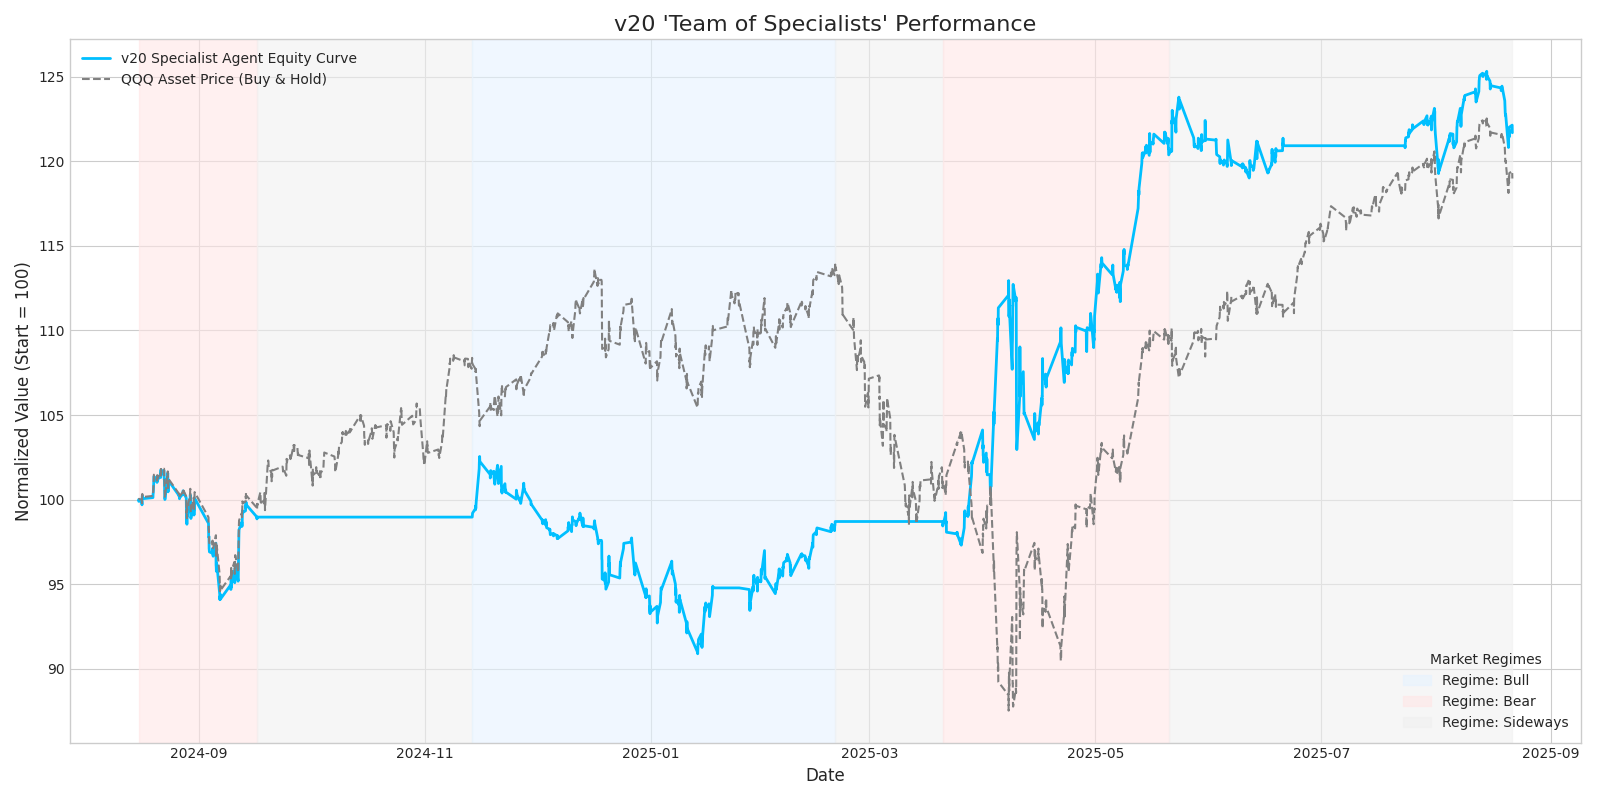 v20 'Team of Specialists' Performance
v20 Specialist Agent Equity Curve
QQQ Asset Price (Buy & Hold)
Normalized Value (Start = 100)
125
120
115
110
105
100
95
90
Market Regimes
Regime: Bull
Regime: Bear
Regime: Sideways
2024-09
2024-11
2025-01
2025-03
2025-05
2025-07
2025-09
Date